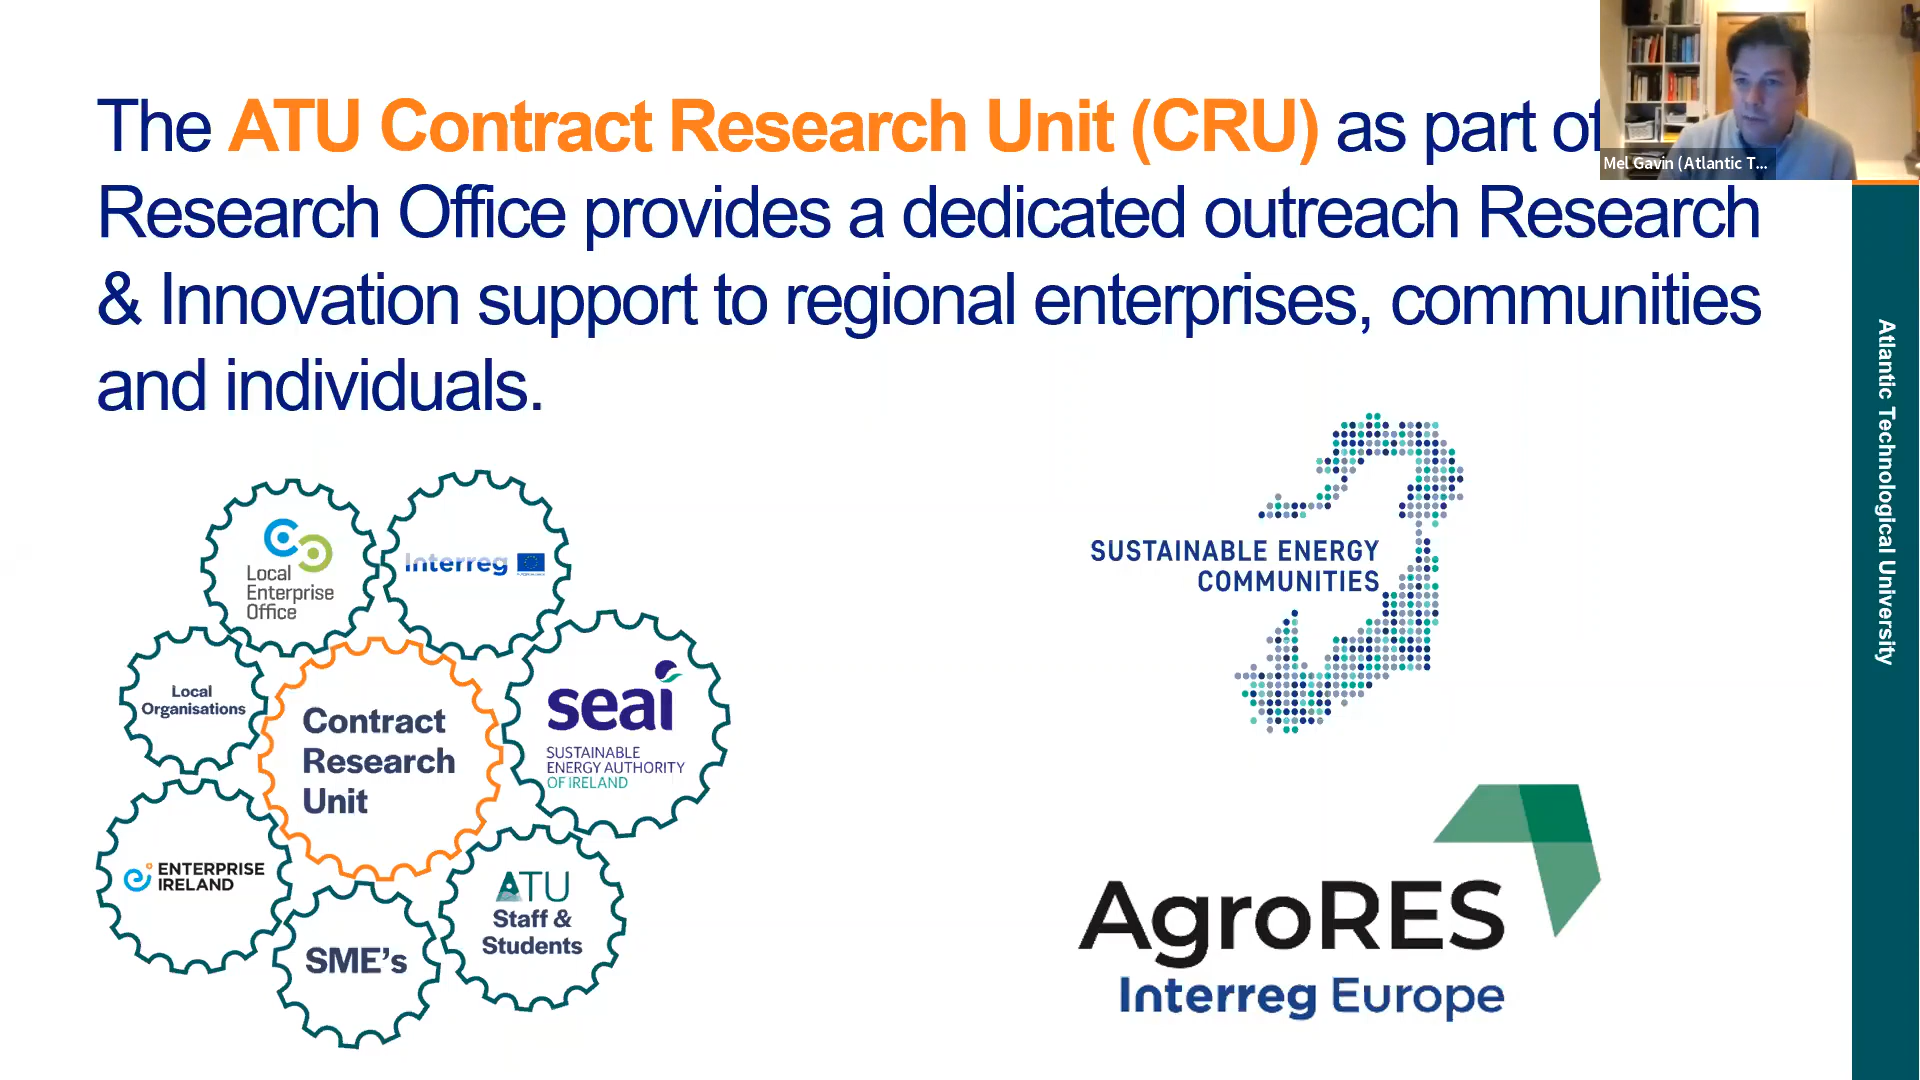 The ATU Contract Research Unit (CRU) as part of
Research Office provides a dedicated outreach Research
& Innovation support to regional enterprises, communities
and individuals.
Mel Gavin (Atlantic T...
Atlantic Technological University
Local
Enterprise
Office
Interreg
Local
Organisations
Contract
Research
Unit
seai
SUSTAINABLE
ENERGY AUTHORITY
OF IRELAND
ENTERPRISE
IRELAND
SME's
ATU
Staff &
Students
SUSTAINABLE ENERGY
COMMUNITIES
AgroRES
Interreg Europe